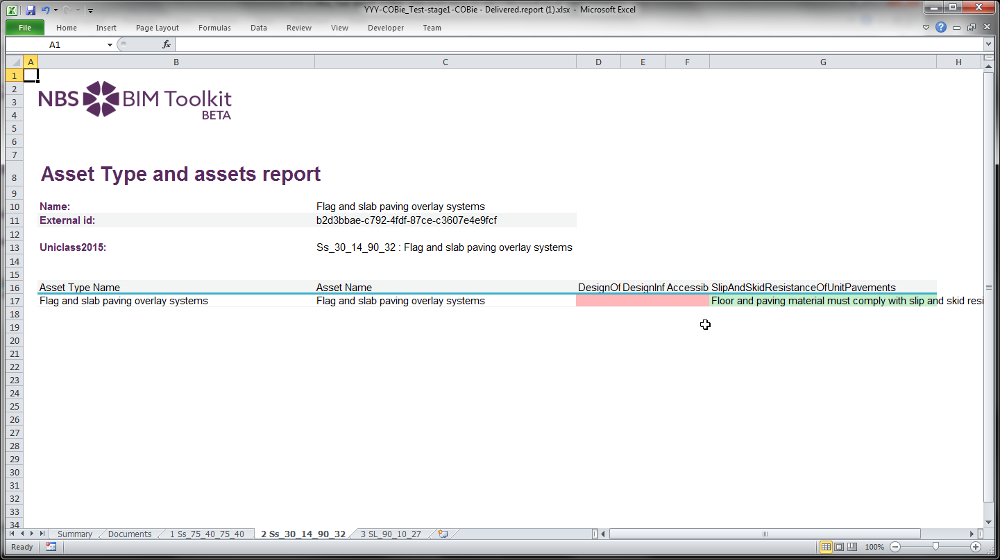 YYY-COBie_Test-stage1-COBie - Delivered.report (1).xlsx - Microsoft Excel
File Home Insert Page Layout Formulas Data Review View Developer Team
A1 fx
A B C D E F G H
1
2
3
4
5
6
7
8
9
10
11
12
13
14
15
16
17
18
19
20
21
22
23
24
25
26
27
28
29
30
31
32
33
34
NBS BIM Toolkit
BETA
Asset Type and assets report
Name: Flag and slab paving overlay systems
External id: b2d3bbae-c792-4fdf-87ce-c3607e4e9fcf
Uniclass2015: Ss_30_14_90_32 : Flag and slab paving overlay systems
Asset Type Name Asset Name DesignOf DesignInf Accessib SlipAndSkidResistanceOfUnitPavements
Flag and slab paving overlay systems Flag and slab paving overlay systems Floor and paving material must comply with slip and skid resi
Summary Documents 1 Ss_75_40_75_40 2 Ss_30_14_90_32 3 SL_90_10_27
Ready 100%